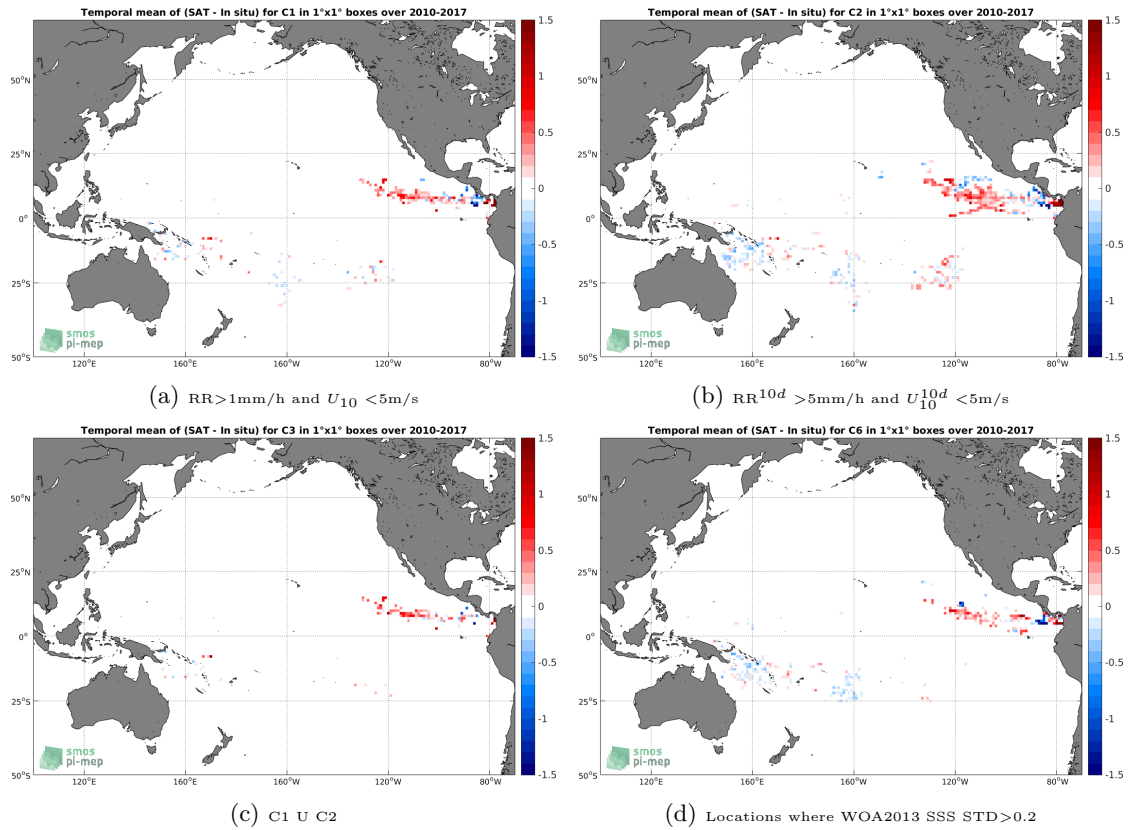 Temporal mean of (SAT - In situ) for C1 in 1°x1° boxes over 2010-2017
50°N
25°N
0°
25°S
50°S
120°E
160°E
160°W
120°W
80°W
1.5
1
0.5
0
-0.5
-1
-1.5
smos
pi-mep
(a) RR>1mm/h and U10 <5m/s
Temporal mean of (SAT - In situ) for C2 in 1°x1° boxes over 2010-2017
50°N
25°N
0°
25°S
50°S
120°E
160°E
160°W
120°W
80°W
1.5
1
0.5
0
-0.5
-1
-1.5
smos
pi-mep
(b) RR^10d >5mm/h and U10^10d <5m/s
Temporal mean of (SAT - In situ) for C3 in 1°x1° boxes over 2010-2017
50°N
25°N
0°
25°S
50°S
120°E
160°E
160°W
120°W
80°W
1.5
1
0.5
0
-0.5
-1
-1.5
smos
pi-mep
(c) C1 U C2
Temporal mean of (SAT - In situ) for C6 in 1°x1° boxes over 2010-2017
50°N
25°N
0°
25°S
50°S
120°E
160°E
160°W
120°W
80°W
1.5
1
0.5
0
-0.5
-1
-1.5
smos
pi-mep
(d) Locations where WOA2013 SSS STD>0.2